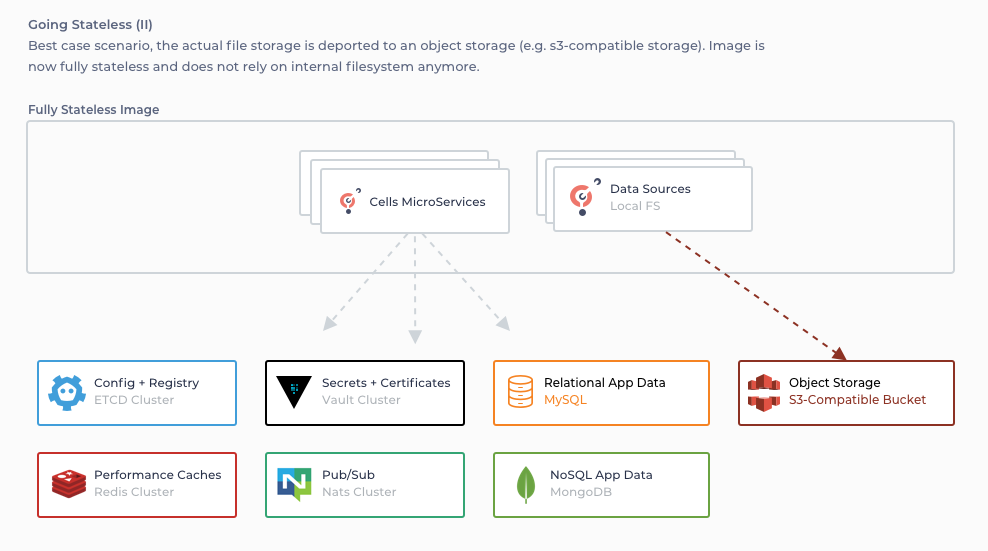 Going Stateless (II)
Best case scenario, the actual file storage is deported to an object storage (e.g. s3-compatible storage). Image is
now fully stateless and does not rely on internal filesystem anymore.
Fully Stateless Image
Cells MicroServices
Data Sources
Local FS
Config + Registry
ETCD Cluster
Secrets + Certificates
Vault Cluster
Relational App Data
MySQL
Object Storage
S3-Compatible Bucket
Performance Caches
Redis Cluster
Pub/Sub
Nats Cluster
NoSQL App Data
MongoDB